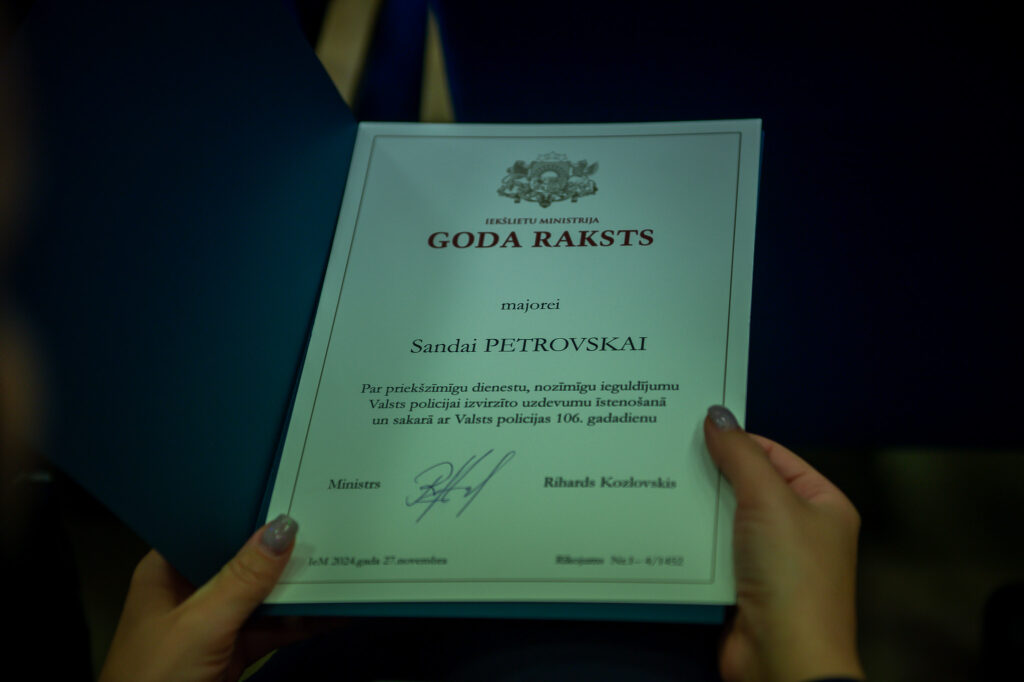 IEKŠLIETU MINISTRIJA
GODA RAKSTS
majorei
Sandai PETROVSKAI
Par priekšzīmīgu dienestu, nozīmīgu ieguldījumu
Valsts policijai izvirzīto uzdevumu īstenošanā
un sakarā ar Valsts policijas 106. gadadienu
Ministrs Rihards Kozlovskis
IeM 2024.gada 27.novembra Rīkojums